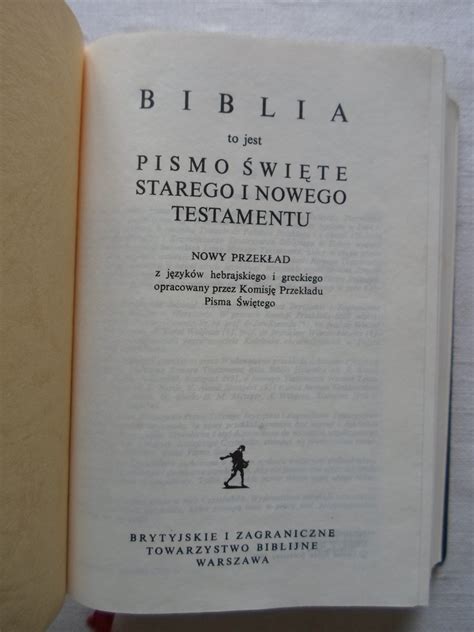 BIBLIA
to jest
PISMO ŚWIĘTE
STAREGO I NOWEGO
TESTAMENTU
NOWY PRZEKŁAD
z języków hebrajskiego i greckiego
opracowany przez Komisję Przekładu
Pisma Świętego
BRYTYJSKIE I ZAGRANICZNE
TOWARZYSTWO BIBLIJNE
WARSZAWA